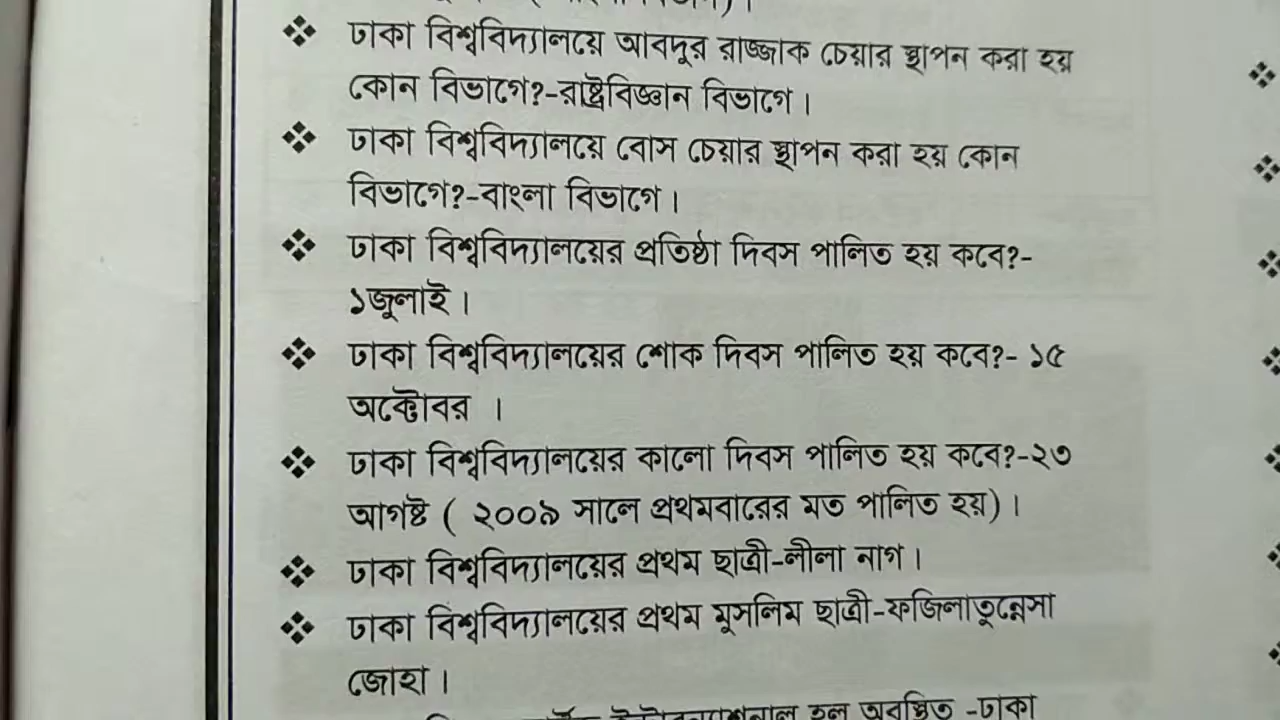 ঢাকা বিশ্ববিদ্যালয়ে আবদুর রাজ্জাক চেয়ার স্থাপন করা হয়
কোন বিভাগে?-রাষ্ট্রবিজ্ঞান বিভাগে।
ঢাকা বিশ্ববিদ্যালয়ে বোস চেয়ার স্থাপন করা হয় কোন
বিভাগে?-বাংলা বিভাগে।
ঢাকা বিশ্ববিদ্যালয়ের প্রতিষ্ঠা দিবস পালিত হয় কবে?-
১জুলাই।
ঢাকা বিশ্ববিদ্যালয়ের শোক দিবস পালিত হয় কবে?- ১৫
অক্টোবর ।
ঢাকা বিশ্ববিদ্যালয়ের কালো দিবস পালিত হয় কবে?-২৩
আগষ্ট ( ২০০৯ সালে প্রথমবারের মত পালিত হয়)।
ঢাকা বিশ্ববিদ্যালয়ের প্রথম ছাত্রী-লীলা নাগ।
ঢাকা বিশ্ববিদ্যালয়ের প্রথম মুসলিম ছাত্রী-ফজিলাতুন্নেসা
জোহা।
হল অবস্থিত -ঢাকা